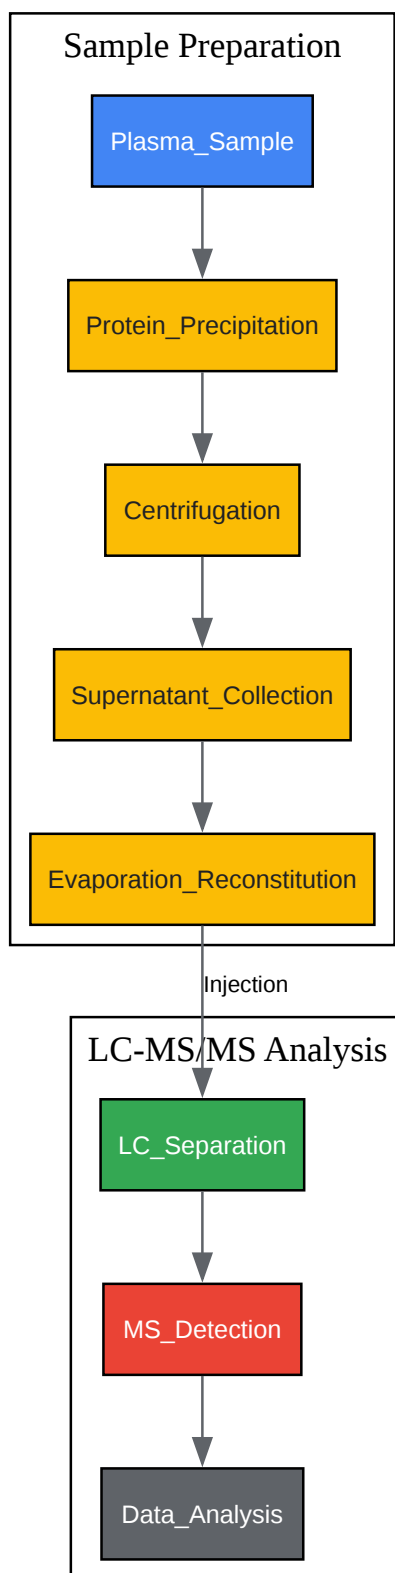 Sample Preparation
Plasma_Sample
Protein_Precipitation
Centrifugation
Supernatant_Collection
Evaporation_Reconstitution
Injection
LC-MS/MS Analysis
LC_Separation
MS_Detection
Data_Analysis